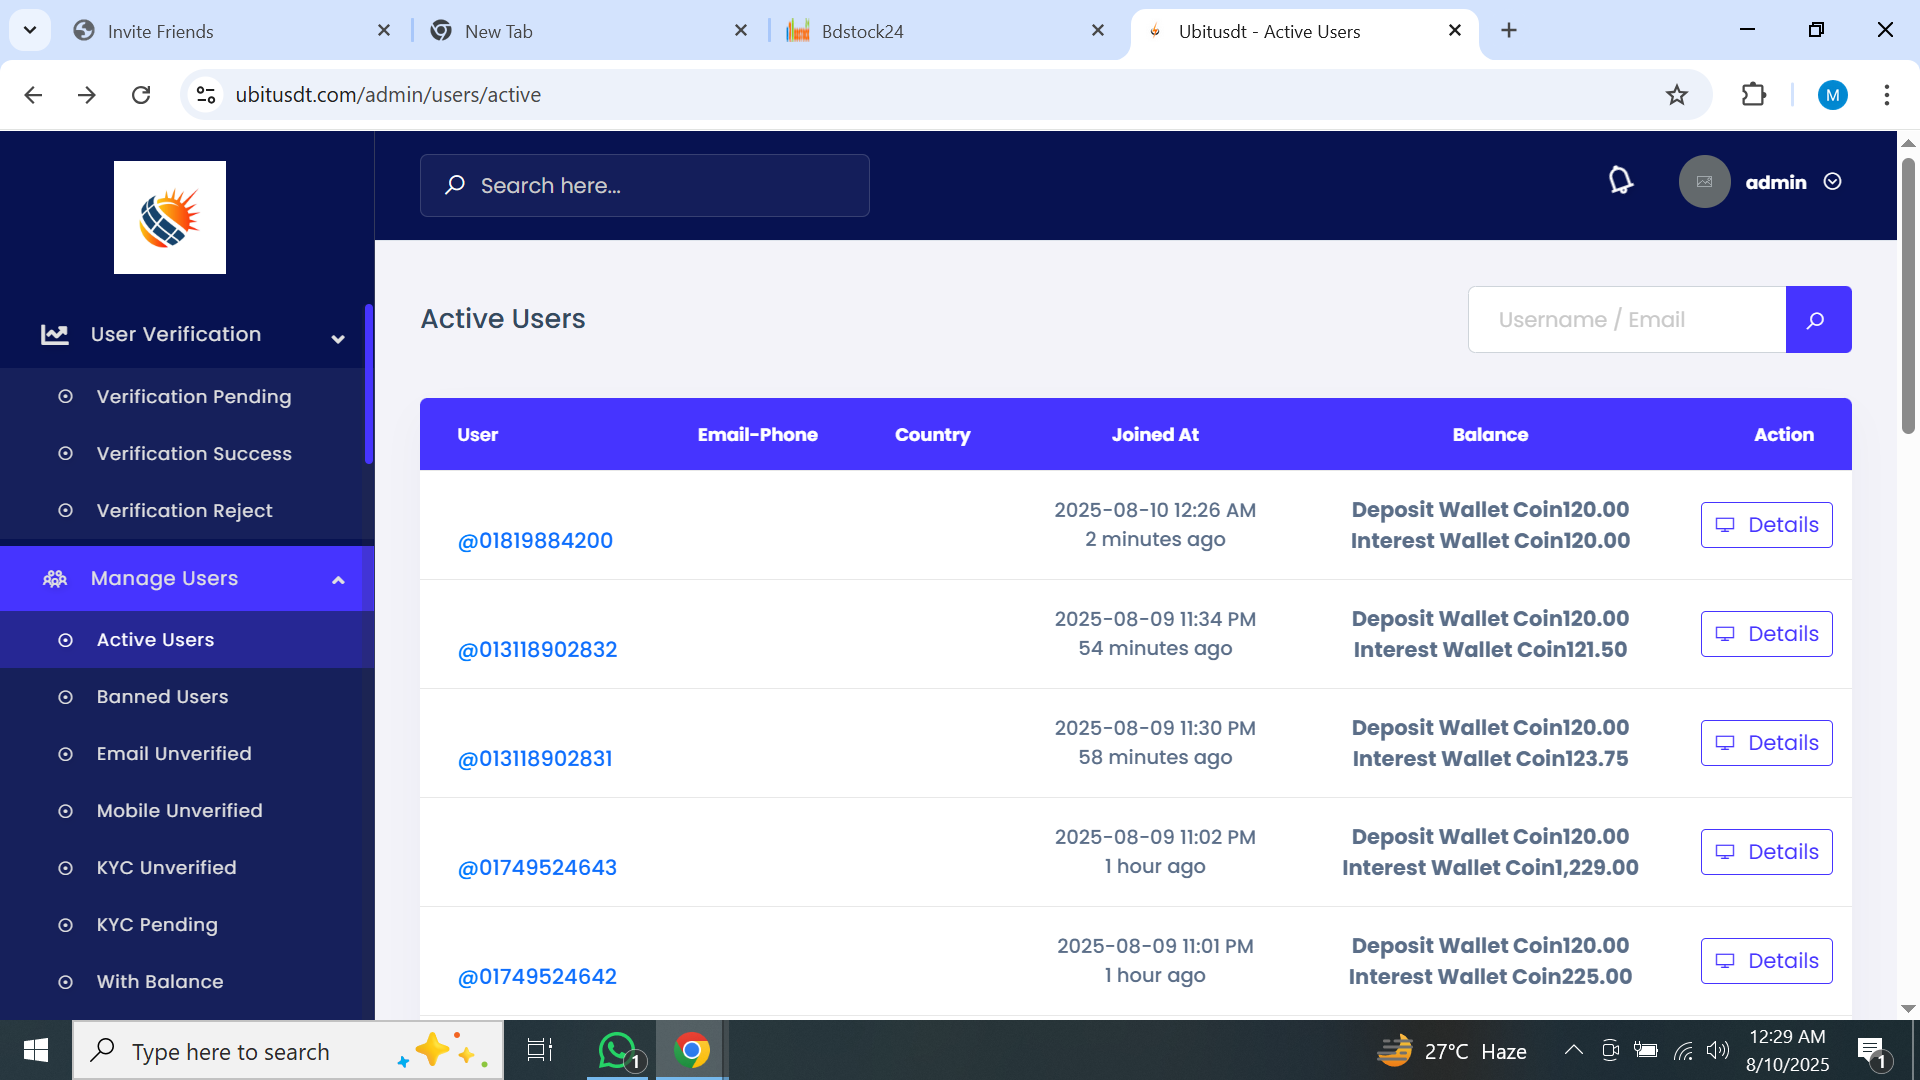 Invite Friends
New Tab
Bdstock24
Ubitusdt - Active Users
ubitusdt.com/admin/users/active
M
Search here...
admin
User Verification
Verification Pending
Verification Success
Verification Reject
Manage Users
Active Users
Banned Users
Email Unverified
Mobile Unverified
KYC Unverified
KYC Pending
With Balance
Active Users
Username / Email
User Email-Phone Country Joined At Balance Action
@01819884200
2025-08-10 12:26 AM
2 minutes ago
Deposit Wallet Coin120.00
Interest Wallet Coin120.00
Details
@013118902832
2025-08-09 11:34 PM
54 minutes ago
Deposit Wallet Coin120.00
Interest Wallet Coin121.50
Details
@013118902831
2025-08-09 11:30 PM
58 minutes ago
Deposit Wallet Coin120.00
Interest Wallet Coin123.75
Details
@01749524643
2025-08-09 11:02 PM
1 hour ago
Deposit Wallet Coin120.00
Interest Wallet Coin1,229.00
Details
@01749524642
2025-08-09 11:01 PM
1 hour ago
Deposit Wallet Coin120.00
Interest Wallet Coin225.00
Details
Type here to search
1
27°C Haze
12:29 AM
8/10/2025
1